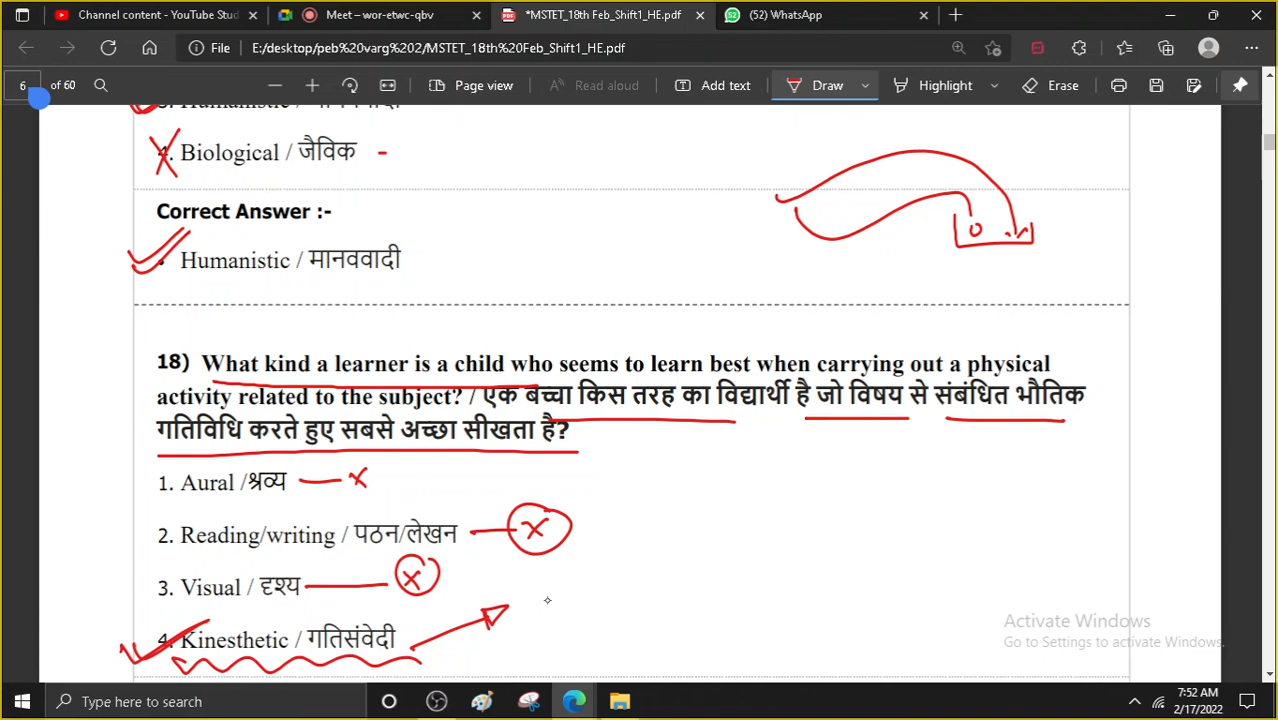 Channel content - YouTube Stud
Meet – wor-etwc-qbv
*MSTET_18th Feb_Shift1_HE.pdf
(52) WhatsApp
File
E:/desktop/peb%20varg%202/MSTET_18th%20Feb_Shift1_HE.pdf
6 of 60
Page view
Read aloud
Add text
Draw
Highlight
Erase
4. Biological / जैविक
Correct Answer :-
• Humanistic / मानववादी
18) What kind a learner is a child who seems to learn best when carrying out a physical
activity related to the subject? / एक बच्चा किस तरह का विद्यार्थी है जो विषय से संबंधित भौतिक
गतिविधि करते हुए सबसे अच्छा सीखता है?
1. Aural /श्रव्य
2. Reading/writing / पठन/लेखन
3. Visual / दृश्य
4. Kinesthetic / गतिसंवेदी
Activate Windows
Go to Settings to activate Windows.
Type here to search
7:52 AM
2/17/2022